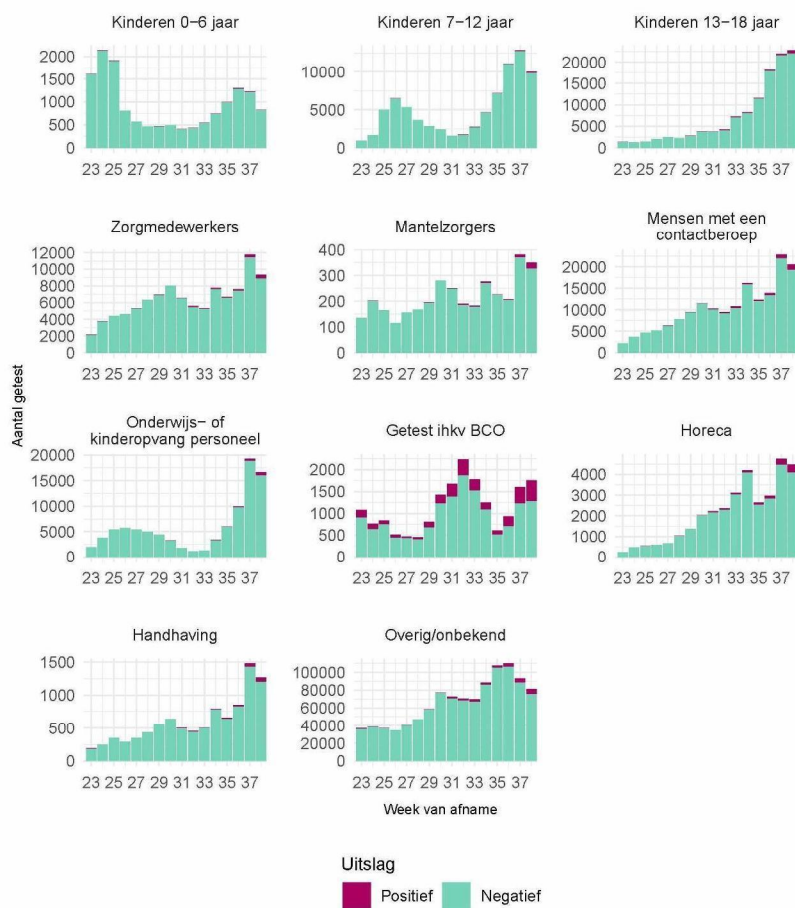 Kinderen 0–6 jaar
2000
1500
1000
500
0
23 25 27 29 31 33 35 37
Kinderen 7–12 jaar
10000
5000
0
23 25 27 29 31 33 35 37
Kinderen 13–18 jaar
20000
15000
10000
5000
0
23 25 27 29 31 33 35 37
Zorgmedewerkers
12000
10000
8000
6000
4000
2000
0
23 25 27 29 31 33 35 37
Mantelzorgers
400
300
200
100
0
23 25 27 29 31 33 35 37
Mensen met een
contactberoep
20000
15000
10000
5000
0
23 25 27 29 31 33 35 37
Aantal getest
Onderwijs– of
kinderopvang personeel
20000
15000
10000
5000
0
23 25 27 29 31 33 35 37
Getest ihkv BCO
2000
1500
1000
500
0
23 25 27 29 31 33 35 37
Horeca
4000
3000
2000
1000
0
23 25 27 29 31 33 35 37
Handhaving
1500
1000
500
0
23 25 27 29 31 33 35 37
Overig/onbekend
100000
80000
60000
40000
20000
0
23 25 27 29 31 33 35 37
Week van afname
Uitslag
Positief Negatief